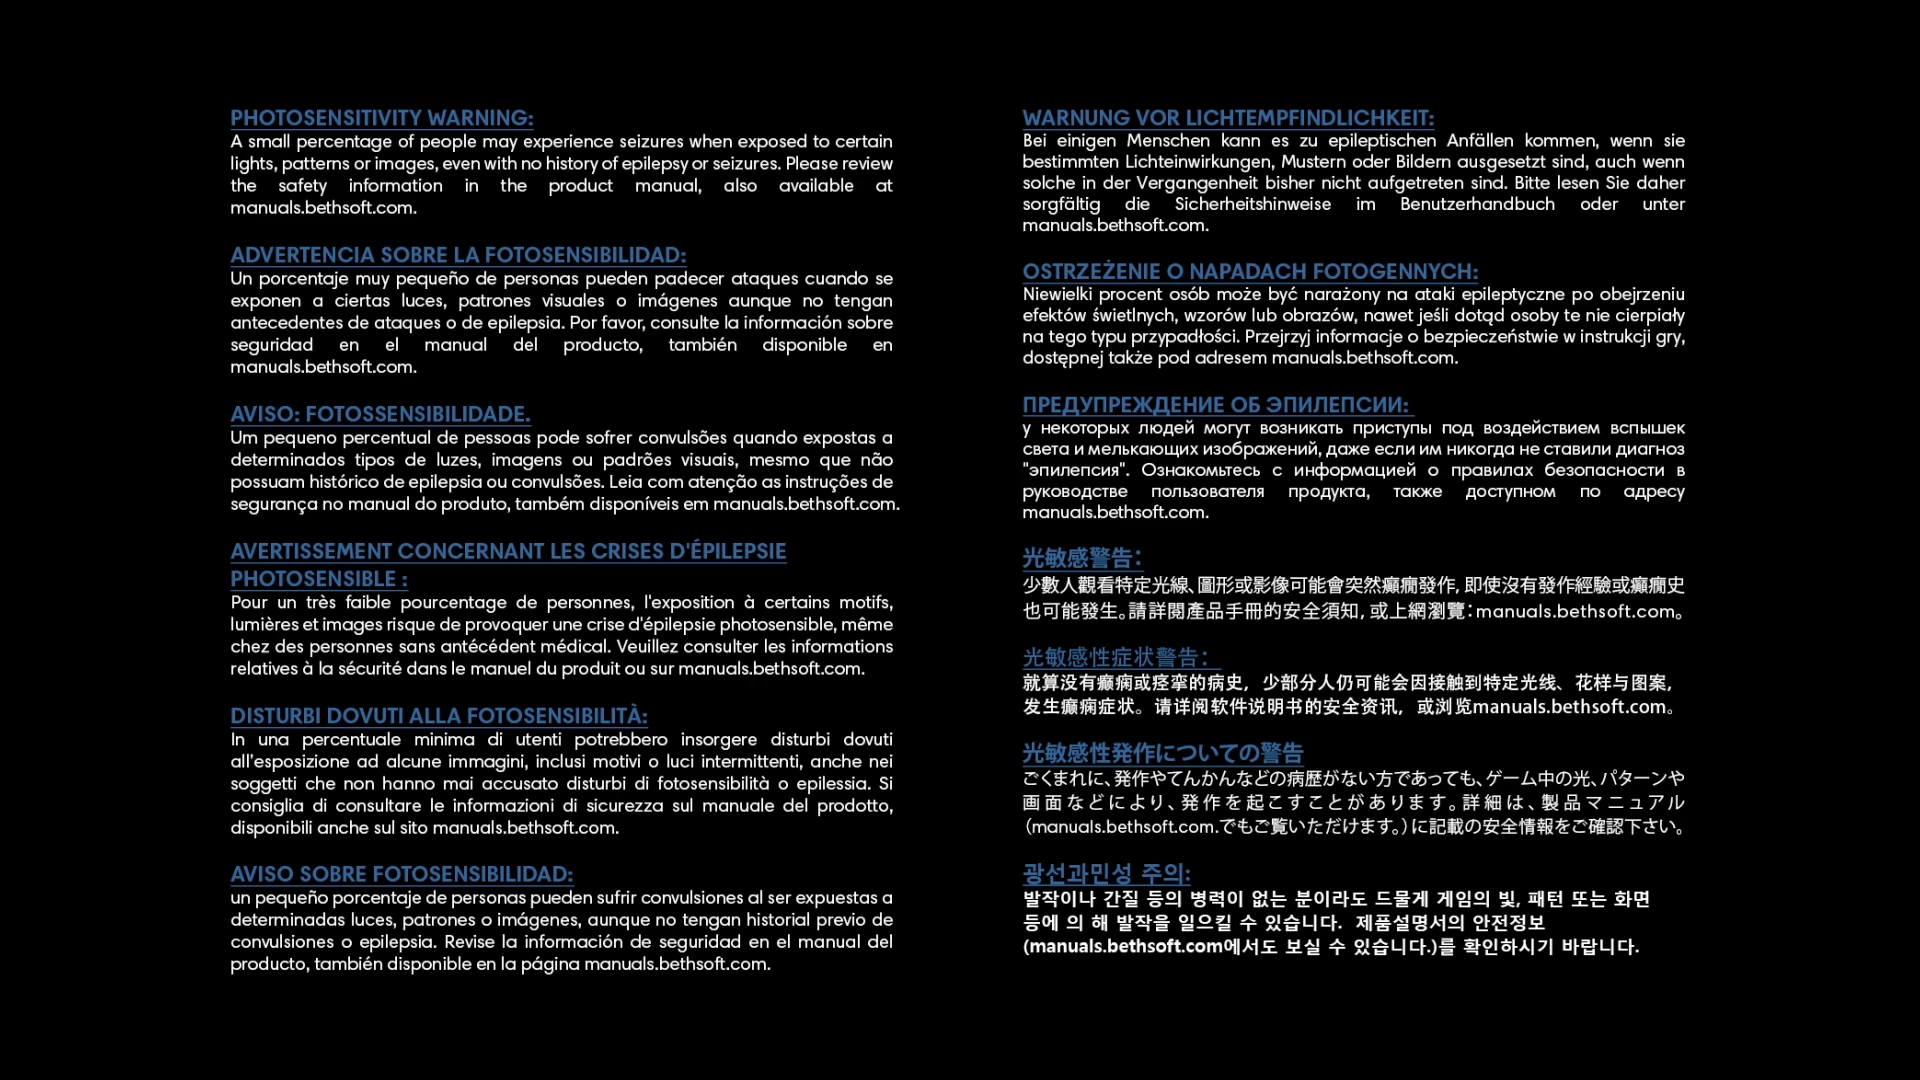 PHOTOSENSITIVITY WARNING:
A small percentage of people may experience seizures when exposed to certain
lights, patterns or images, even with no history of epilepsy or seizures. Please review
the safety information in the product manual, also available at
manuals.bethsoft.com.
ADVERTENCIA SOBRE LA FOTOSENSIBILIDAD:
Un porcentaje muy pequeño de personas pueden padecer ataques cuando se
exponen a ciertas luces, patrones visuales o imágenes aunque no tengan
antecedentes de ataques o de epilepsia. Por favor, consulte la información sobre
seguridad en el manual del producto, también disponible en
manuals.bethsoft.com.
AVISO: FOTOSSENSIBILIDADE.
Um pequeno percentual de pessoas pode sofrer convulsões quando expostas a
determinados tipos de luzes, imagens ou padrões visuais, mesmo que não
possuam histórico de epilepsia ou convulsões. Leia com atenção as instruções de
segurança no manual do produto, também disponíveis em manuals.bethsoft.com.
AVERTISSEMENT CONCERNANT LES CRISES D'ÉPILEPSIE
PHOTOSENSIBLE :
Pour un très faible pourcentage de personnes, l'exposition à certains motifs,
lumières et images risque de provoquer une crise d'épilepsie photosensible, même
chez des personnes sans antécédent médical. Veuillez consulter les informations
relatives à la sécurité dans le manuel du produit ou sur manuals.bethsoft.com.
DISTURBI DOVUTI ALLA FOTOSENSIBILITÀ:
In una percentuale minima di utenti potrebbero insorgere disturbi dovuti
all'esposizione ad alcune immagini, inclusi motivi o luci intermittenti, anche nei
soggetti che non hanno mai accusato disturbi di fotosensibilità o epilessia. Si
consiglia di consultare le informazioni di sicurezza sul manuale del prodotto,
disponibili anche sul sito manuals.bethsoft.com.
AVISO SOBRE FOTOSENSIBILIDAD:
un pequeño porcentaje de personas pueden sufrir convulsiones al ser expuestas a
determinadas luces, patrones o imágenes, aunque no tengan historial previo de
convulsiones o epilepsia. Revise la información de seguridad en el manual del
producto, también disponible en la página manuals.bethsoft.com.
WARNUNG VOR LICHTEMPFINDLICHKEIT:
Bei einigen Menschen kann es zu epileptischen Anfällen kommen, wenn sie
bestimmten Lichteinwirkungen, Mustern oder Bildern ausgesetzt sind, auch wenn
solche in der Vergangenheit bisher nicht aufgetreten sind. Bitte lesen Sie daher
sorgfältig die Sicherheitshinweise im Benutzerhandbuch oder unter
manuals.bethsoft.com.
OSTRZEŻENIE O NAPADACH FOTOGENNYCH:
Niewielki procent osób może być narażony na ataki epileptyczne po obejrzeniu
efektów świetlnych, wzorów lub obrazów, nawet jeśli dotąd osoby te nie cierpiały
na tego typu przypadłości. Przejrzyj informacje o bezpieczeństwie w instrukcji gry,
dostępnej także pod adresem manuals.bethsoft.com.
ПРЕДУПРЕЖДЕНИЕ ОБ ЭПИЛЕПСИИ:
у некоторых людей могут возникать приступы под воздействием вспышек
света и мелькающих изображений, даже если им никогда не ставили диагноз
"эпилепсия". Ознакомьтесь с информацией о правилах безопасности в
руководстве пользователя продукта, также доступном по адресу
manuals.bethsoft.com.
光敏感警告：
少數人觀看特定光線、圖形或影像可能會突然癲癇發作, 即使沒有發作經驗或癲癇史
也可能發生。請詳閱產品手冊的安全須知, 或上網瀏覽：manuals.bethsoft.com。
光敏感性症状警告：
就算没有癫痫或痉挛的病史，少部分人仍可能会因接触到特定光线、花样与图案，
发生癫痫症状。请详阅软件说明书的安全资讯，或浏览manuals.bethsoft.com。
光敏感性発作についての警告
ごくまれに、発作やてんかんなどの病歴がない方であっても、ゲーム中の光、パターンや
画面などにより、発作を起こすことがあります。詳細は、製品マニュアル
（manuals.bethsoft.com.でもご覧いただけます。）に記載の安全情報をご確認下さい。
광선과민성 주의:
발작이나 간질 등의 병력이 없는 분이라도 드물게 게임의 빛, 패턴 또는 화면
등에 의 해 발작을 일으킬 수 있습니다. 제품설명서의 안전정보
(manuals.bethsoft.com에서도 보실 수 있습니다.)를 확인하시기 바랍니다.